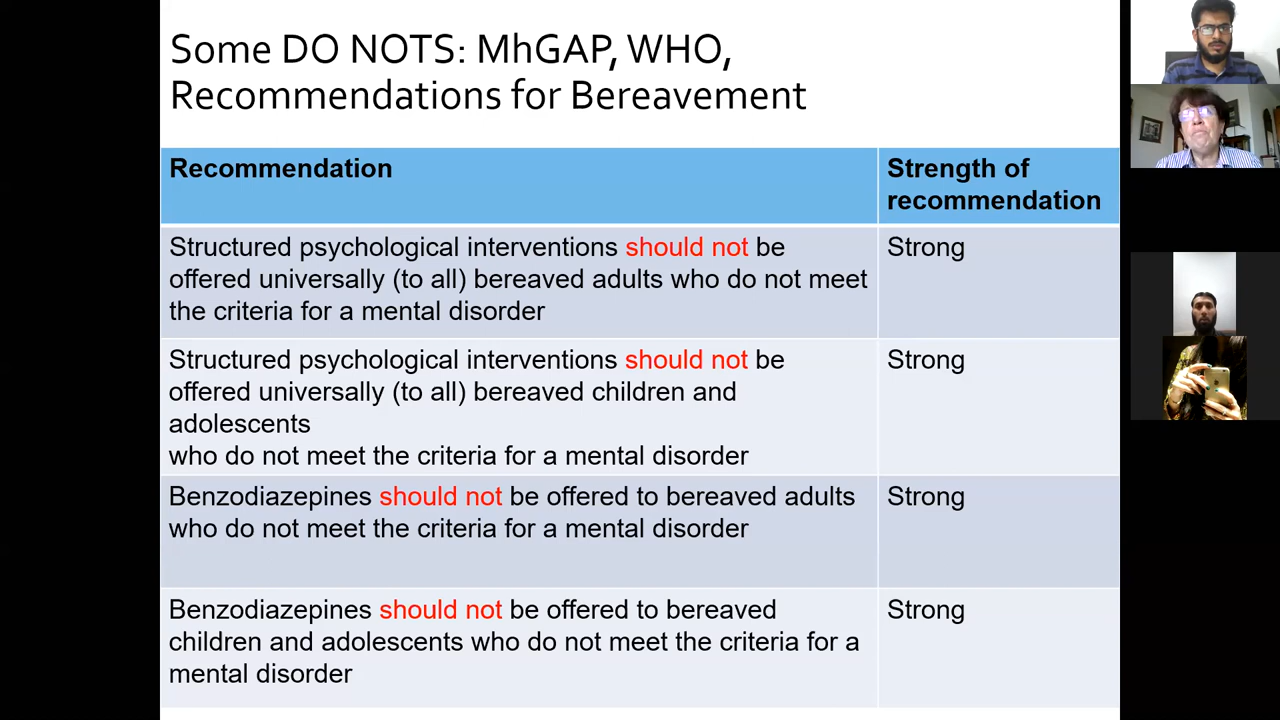 Some DO NOTS: MhGAP, WHO,
Recommendations for Bereavement
Recommendation
Strength of
recommendation
Structured psychological interventions should not be
offered universally (to all) bereaved adults who do not meet
the criteria for a mental disorder
Strong
Structured psychological interventions should not be
offered universally (to all) bereaved children and
adolescents
who do not meet the criteria for a mental disorder
Strong
Benzodiazepines should not be offered to bereaved adults
who do not meet the criteria for a mental disorder
Strong
Benzodiazepines should not be offered to bereaved
children and adolescents who do not meet the criteria for a
mental disorder
Strong